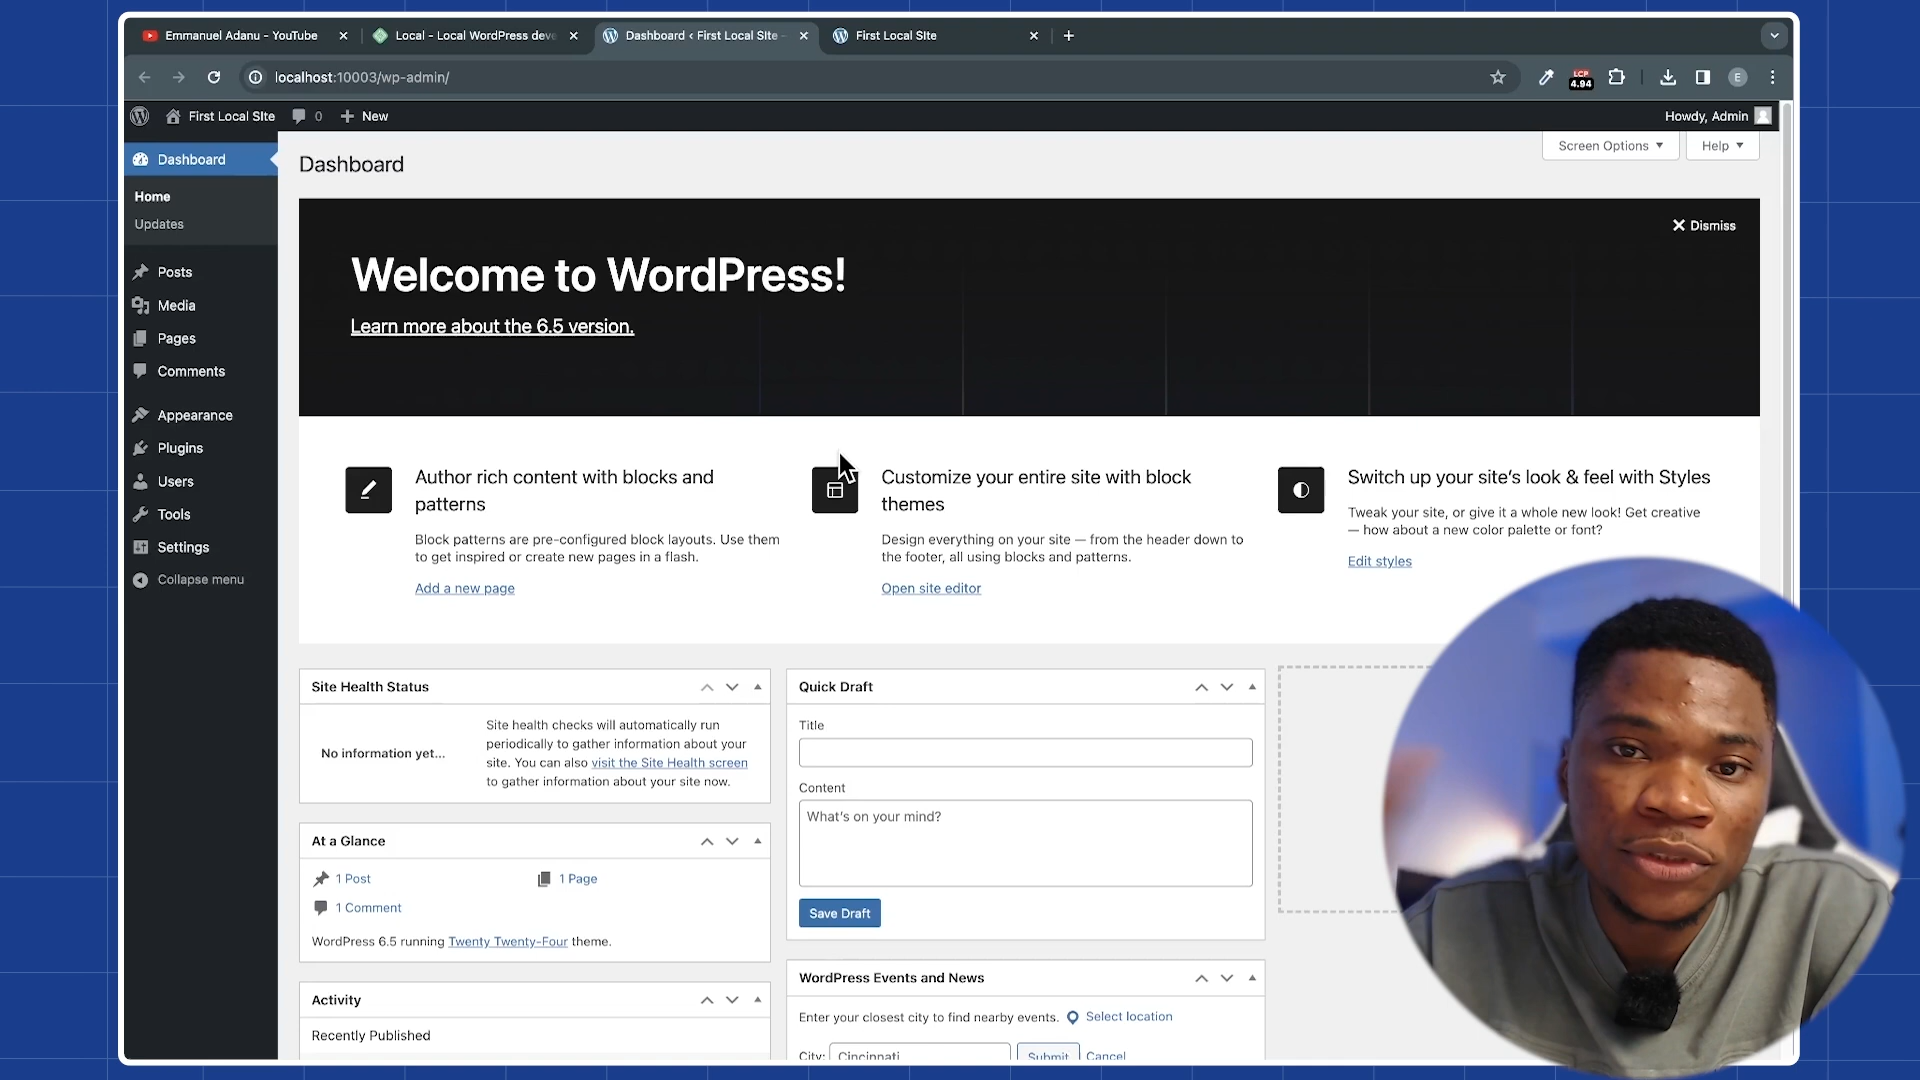 Emmanuel Adanu - YouTube
Local - Local WordPress deve
Dashboard ‹ First Local SIte -
First Local SIte
localhost:10003/wp-admin/
LCP
4.94
E
First Local SIte
0
New
Howdy, Admin
Dashboard
Home
Updates
Posts
Media
Pages
Comments
Appearance
Plugins
Users
Tools
Settings
Collapse menu
Screen Options
Help
Dashboard
Dismiss
Welcome to WordPress!
Learn more about the 6.5 version.
Author rich content with blocks and
patterns
Block patterns are pre-configured block layouts. Use them
to get inspired or create new pages in a flash.
Add a new page
Customize your entire site with block
themes
Design everything on your site — from the header down to
the footer, all using blocks and patterns.
Open site editor
Switch up your site's look & feel with Styles
Tweak your site, or give it a whole new look! Get creative
— how about a new color palette or font?
Edit styles
Site Health Status
No information yet...
Site health checks will automatically run
periodically to gather information about your
site. You can also visit the Site Health screen
to gather information about your site now.
At a Glance
1 Post
1 Page
1 Comment
WordPress 6.5 running Twenty Twenty-Four theme.
Activity
Recently Published
Quick Draft
Title
Content
What's on your mind?
Save Draft
WordPress Events and News
Enter your closest city to find nearby events.
Select location
City:
Cincinnati
Submit
Cancel